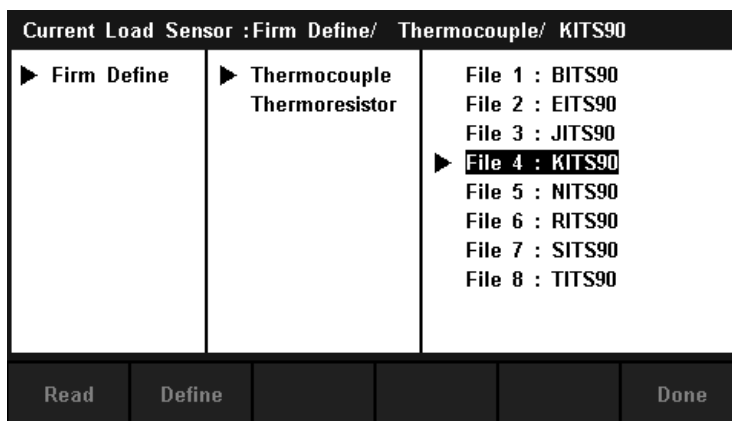 Current Load Sensor :Firm Define/ Thermocouple/ KITS90
Firm Define
Thermocouple
Thermoresistor
File 1 : BITS90
File 2 : EITS90
File 3 : JITS90
File 4 : KITS90
File 5 : NITS90
File 6 : RITS90
File 7 : SITS90
File 8 : TITS90
Read Define Done